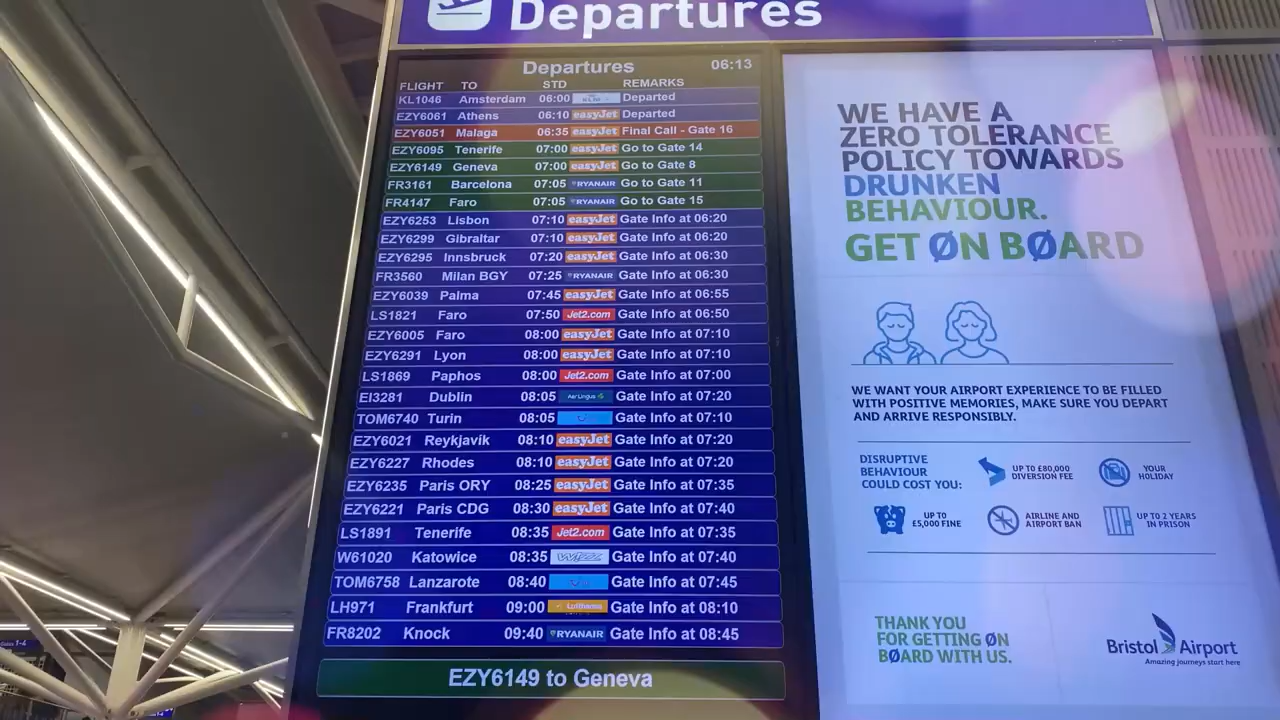 Departures
Departures 06:13
FLIGHT TO STD REMARKS
KL1046 Amsterdam 06:00 KLM Departed
EZY6061 Athens 06:10 easyJet Departed
EZY6051 Malaga 06:35 easyJet Final Call - Gate 16
EZY6095 Tenerife 07:00 easyJet Go to Gate 14
EZY6149 Geneva 07:00 easyJet Go to Gate 8
FR3161 Barcelona 07:05 RYANAIR Go to Gate 11
FR4147 Faro 07:05 RYANAIR Go to Gate 15
EZY6253 Lisbon 07:10 easyJet Gate Info at 06:20
EZY6299 Gibraltar 07:10 easyJet Gate Info at 06:20
EZY6295 Innsbruck 07:20 easyJet Gate Info at 06:30
FR3560 Milan BGY 07:25 RYANAIR Gate Info at 06:30
EZY6039 Palma 07:45 easyJet Gate Info at 06:55
LS1821 Faro 07:50 Jet2.com Gate Info at 06:50
EZY6005 Faro 08:00 easyJet Gate Info at 07:10
EZY6291 Lyon 08:00 easyJet Gate Info at 07:10
LS1869 Paphos 08:00 Jet2.com Gate Info at 07:00
EI3281 Dublin 08:05 Aer Lingus Gate Info at 07:20
TOM6740 Turin 08:05 Gate Info at 07:10
EZY6021 Reykjavík 08:10 easyJet Gate Info at 07:20
EZY6227 Rhodes 08:10 easyJet Gate Info at 07:20
EZY6235 Paris ORY 08:25 easyJet Gate Info at 07:35
EZY6221 Paris CDG 08:30 easyJet Gate Info at 07:40
LS1891 Tenerife 08:35 Jet2.com Gate Info at 07:35
W61020 Katowice 08:35 WIZZ Gate Info at 07:40
TOM6758 Lanzarote 08:40 Gate Info at 07:45
LH971 Frankfurt 09:00 Lufthansa Gate Info at 08:10
FR8202 Knock 09:40 RYANAIR Gate Info at 08:45
EZY6149 to Geneva
WE HAVE A
ZERO TOLERANCE
POLICY TOWARDS
DRUNKEN
BEHAVIOUR.
GET ØN BØARD
WE WANT YOUR AIRPORT EXPERIENCE TO BE FILLED
WITH POSITIVE MEMORIES, MAKE SURE YOU DEPART
AND ARRIVE RESPONSIBLY.
DISRUPTIVE
BEHAVIOUR
COULD COST YOU:
UP TO £80,000
DIVERSION FEE
YOUR
HOLIDAY
UP TO
£5,000 FINE
AIRLINE AND
AIRPORT BAN
UP TO 2 YEARS
IN PRISON
THANK YOU
FOR GETTING ØN
BØARD WITH US.
Bristol Airport
Amazing journeys start here